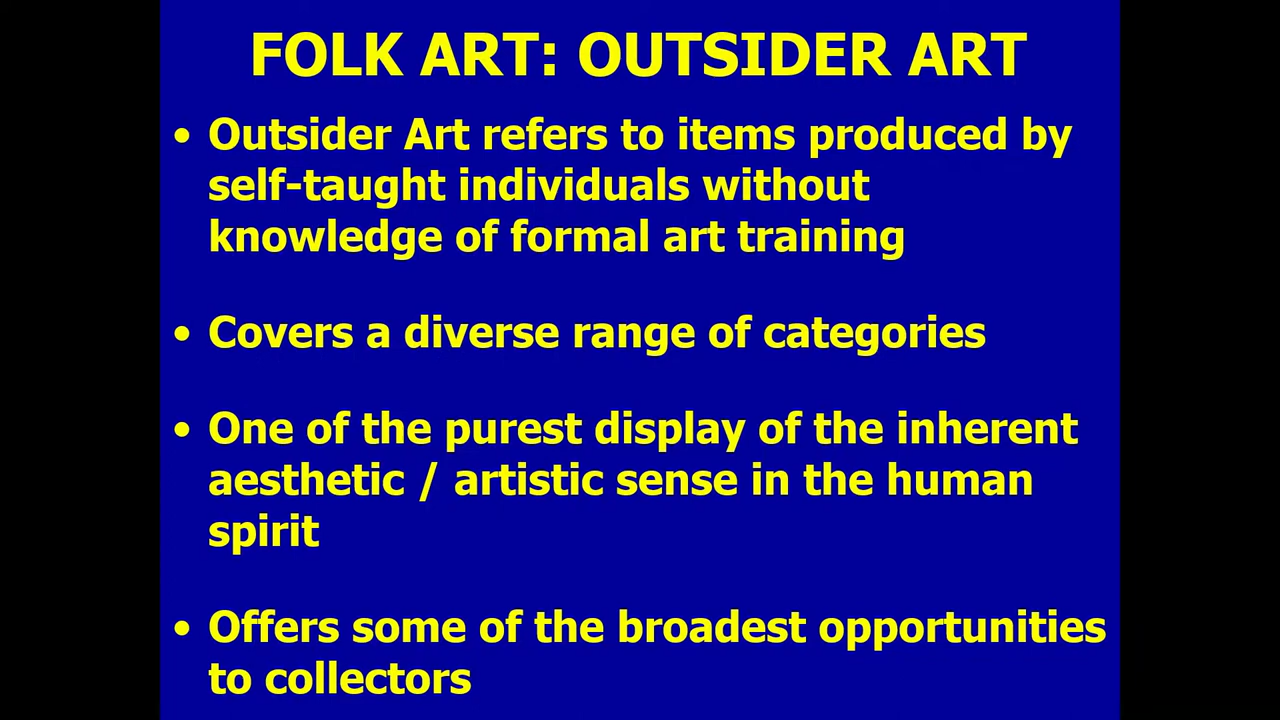 FOLK ART: OUTSIDER ART
• Outsider Art refers to items produced by
self-taught individuals without
knowledge of formal art training
• Covers a diverse range of categories
• One of the purest display of the inherent
aesthetic / artistic sense in the human
spirit
• Offers some of the broadest opportunities
to collectors